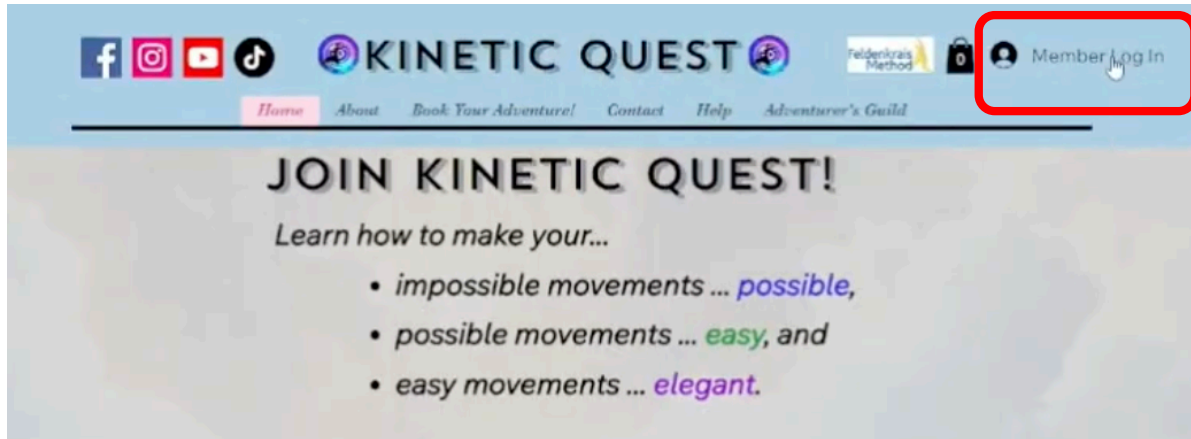 KINETIC QUEST
Feldenkrais
Method
0
Member Log In
Home About Book Your Adventure! Contact Help Adventurer's Guild
JOIN KINETIC QUEST!
Learn how to make your...
• impossible movements ... possible,
• possible movements ... easy, and
• easy movements ... elegant.